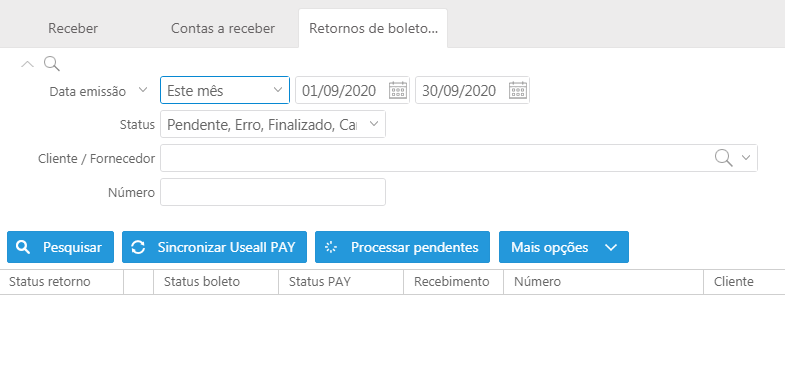 Receber Contas a receber Retornos de boleto...
Data emissão Este mês 01/09/2020 30/09/2020
Status Pendente, Erro, Finalizado, Ca
Cliente / Fornecedor
Número
Pesquisar Sincronizar Useall PAY Processar pendentes Mais opções
Status retorno Status boleto Status PAY Recebimento Número Cliente